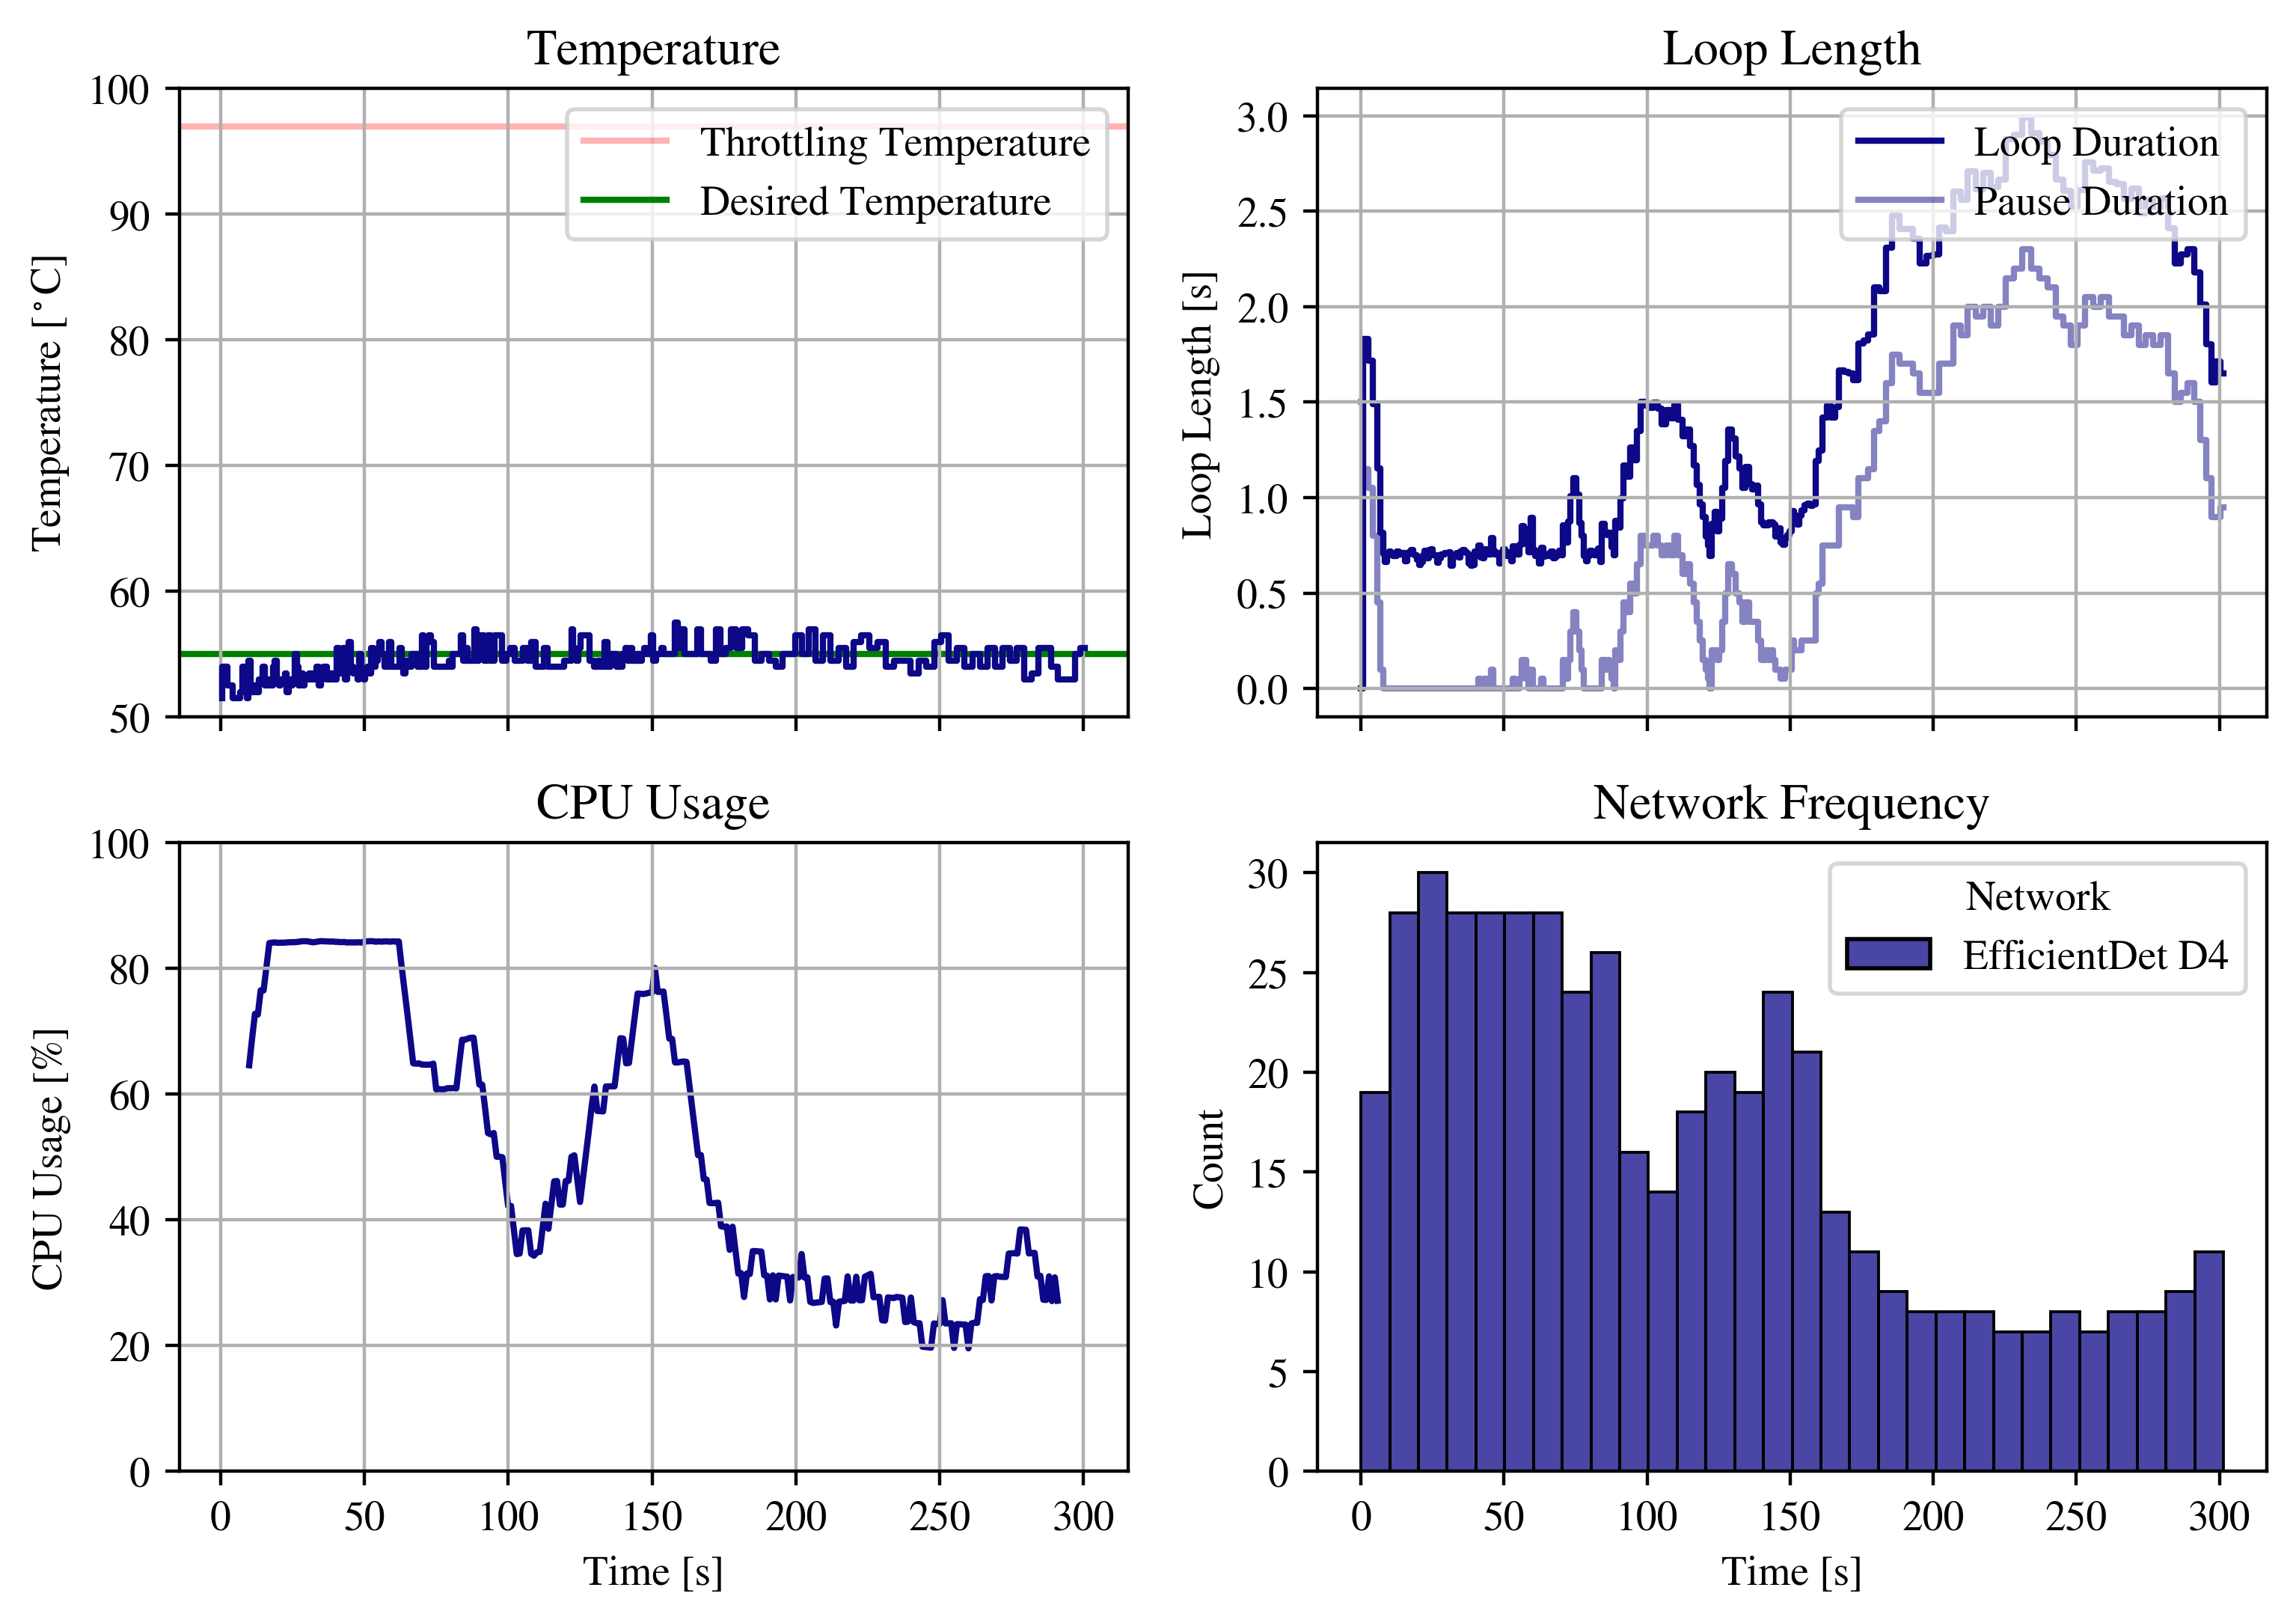 Temperature
100
90
80
70
60
50
Temperature [°C]
Throttling Temperature
Desired Temperature
Loop Length
3.0
2.5
2.0
1.5
1.0
0.5
0.0
Loop Length [s]
Loop Duration
Pause Duration
CPU Usage
100
80
60
40
20
0
CPU Usage [%]
0 50 100 150 200 250 300
Time [s]
Network Frequency
30
25
20
15
10
5
0
Count
Network
EfficientDet D4
0 50 100 150 200 250 300
Time [s]